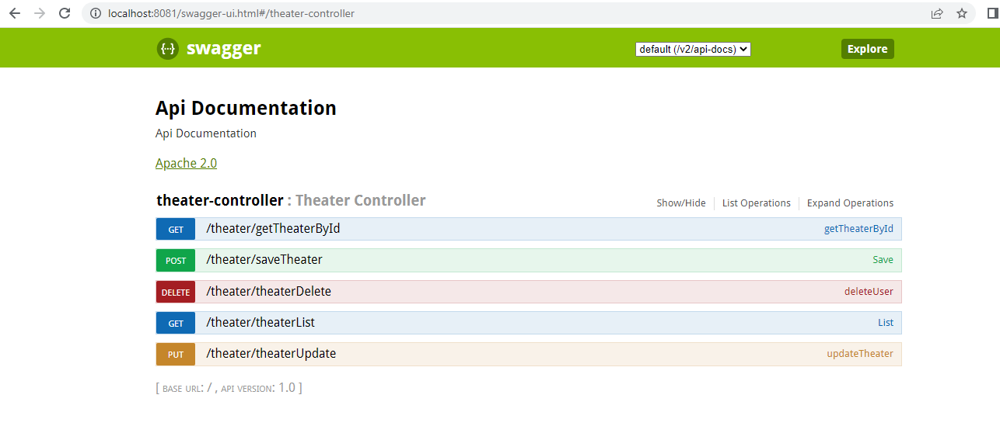 localhost:8081/swagger-ui.html#/theater-controller
{··} swagger default (/v2/api-docs) Explore
Api Documentation
Api Documentation
Apache 2.0
theater-controller : Theater Controller Show/Hide List Operations Expand Operations
GET /theater/getTheaterById getTheaterById
POST /theater/saveTheater Save
DELETE /theater/theaterDelete deleteUser
GET /theater/theaterList List
PUT /theater/theaterUpdate updateTheater
[ BASE URL: / , API VERSION: 1.0 ]